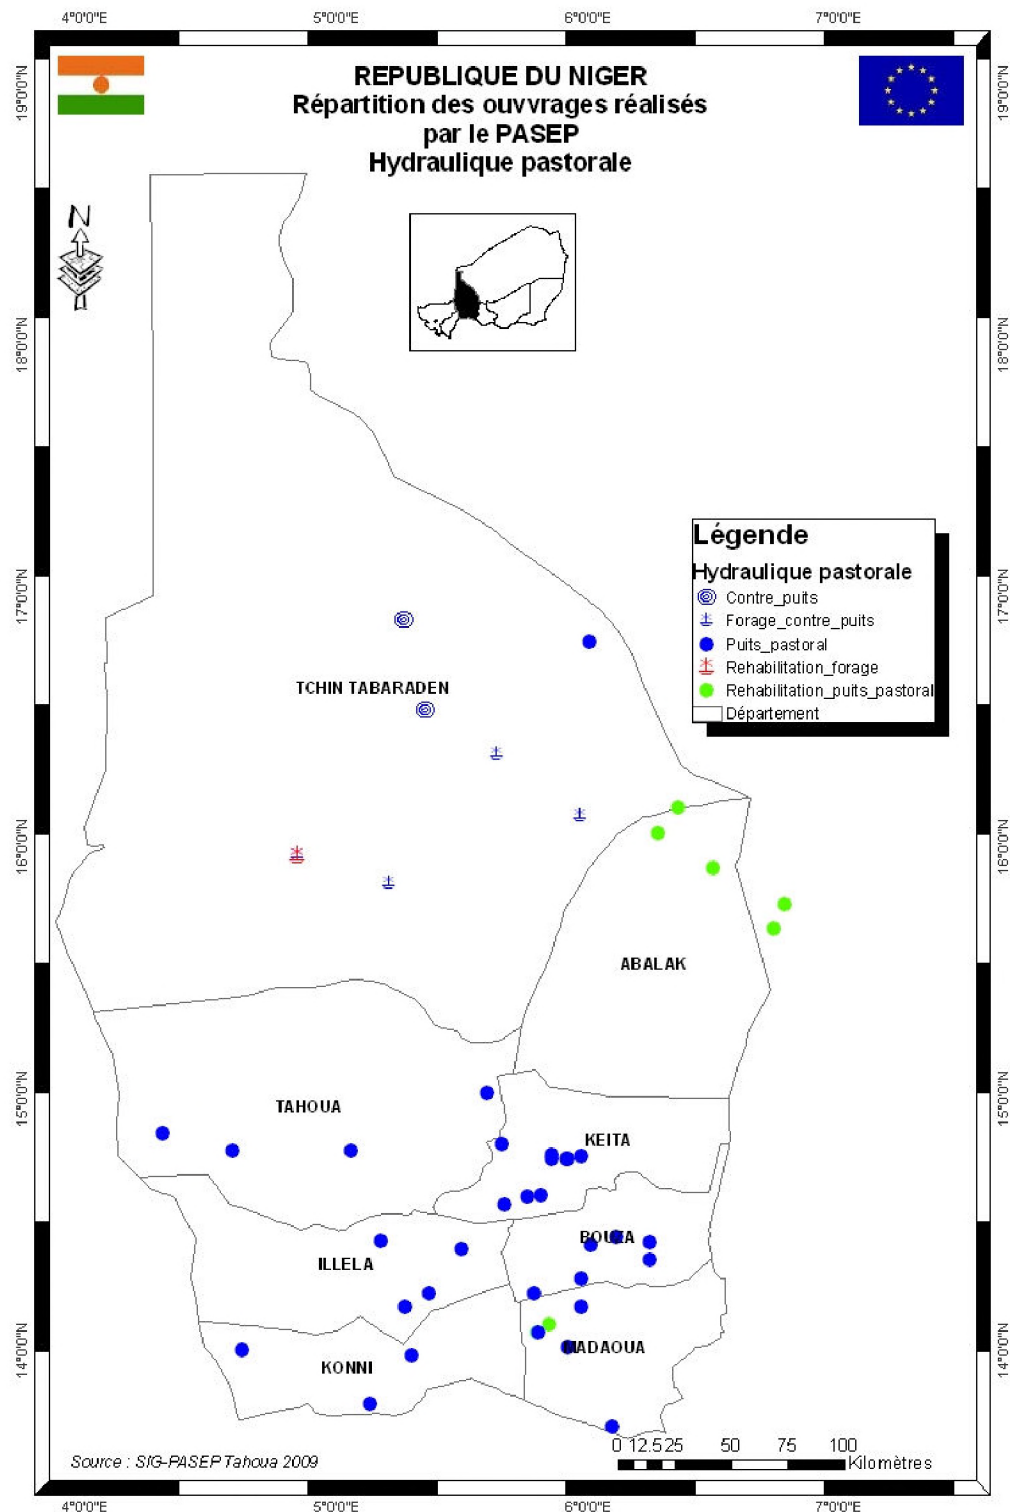 4°0'0"E 5°0'0"E 6°0'0"E 7°0'0"E
REPUBLIQUE DU NIGER
Répartition des ouvvrages réalisés
par le PASEP
Hydraulique pastorale
N
19°0'0"N 19°0'0"N
18°0'0"N 18°0'0"N
Légende
Hydraulique pastorale
Contre_puits
Forage_contre_puits
Puits_pastoral
Rehabilitation_forage
Rehabilitation_puits_pastoral
Département
17°0'0"N 17°0'0"N
TCHIN TABARADEN
16°0'0"N 16°0'0"N
ABALAK
15°0'0"N 15°0'0"N
TAHOUA
KEITA
BOUZA
ILLELA
14°0'0"N 14°0'0"N
MADAOUA
KONNI
0 12.5 25 50 75 100
Kilomètres
Source : SIG-PASEP Tahoua 2009
4°0'0"E 5°0'0"E 6°0'0"E 7°0'0"E